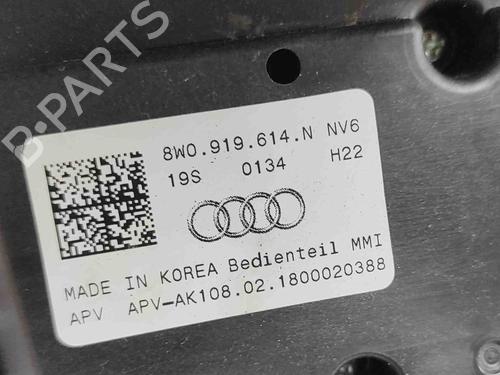 B-PARTS
8W0.919.614.N NV6
19S 0134 H22
MADE IN KOREA Bedienteil MMI
APV APV-AK108.02.1800020388